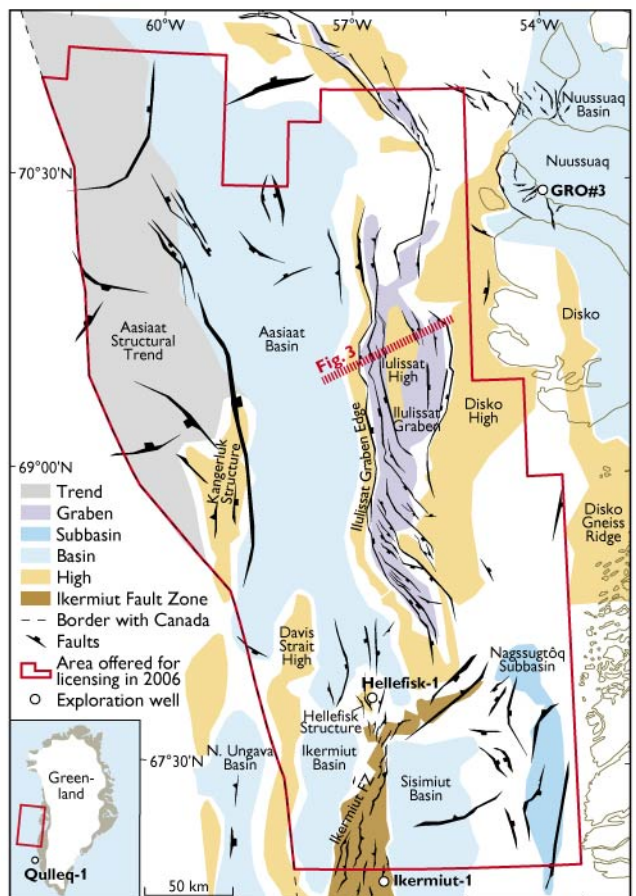 60°W
57°W
54°W
Nuussuaq
Basin
Nuussuaq
GRO#3
70°30'N
Disko
Aasiaat
Structural
Trend
Aasiaat
Basin
Fig. 3
Ilulissat
High
Illulissat
Graben
Disko
High
Kangerluk
Structure
Illulissat Graben Edge
69°00'N
Disko
Gneiss
Ridge
Trend
Graben
Subbasin
Basin
High
Ikermiut Fault Zone
Border with Canada
Faults
Area offered for
licensing in 2006
Exploration well
Davis
Strait
High
Nagssugtôq
Subbasin
Hellefisk-1
Hellefisk
Structure
N. Ungava
Basin
Ikermiut
Basin
67°30'N
Sisimiut
Basin
Ikermiut FZ
Green-
land
Qulleq-1
50 km
Ikermiut-1